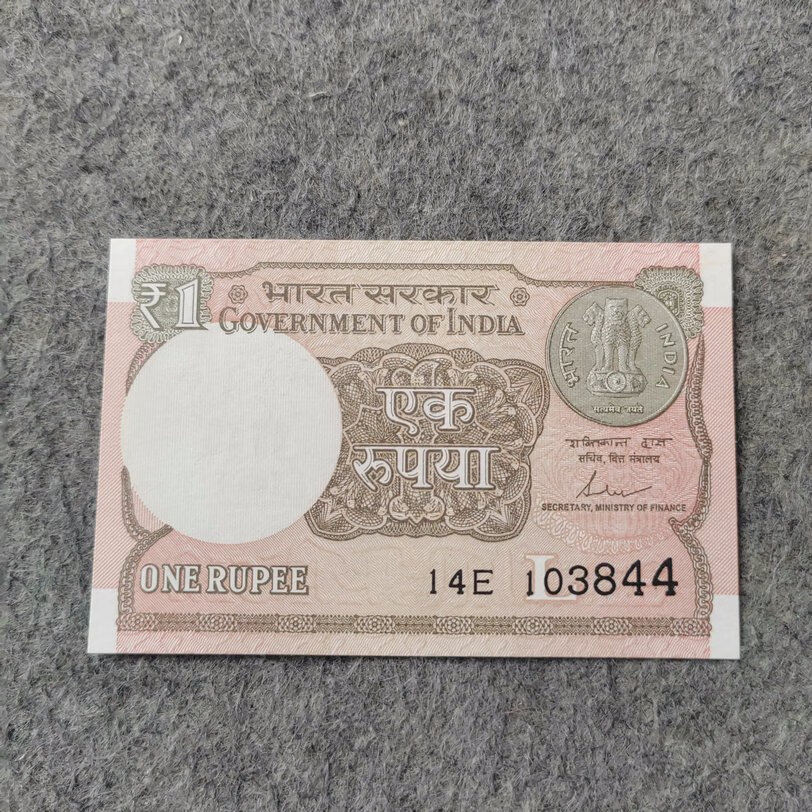 ₹1
भारत सरकार
GOVERNMENT OF INDIA
भारत INDIA
सत्यमेव जयते
एक
रुपया
शक्तिकान्त दास
सचिव, वित्त मंत्रालय
SECRETARY, MINISTRY OF FINANCE
ONE RUPEE
14E 103844
L